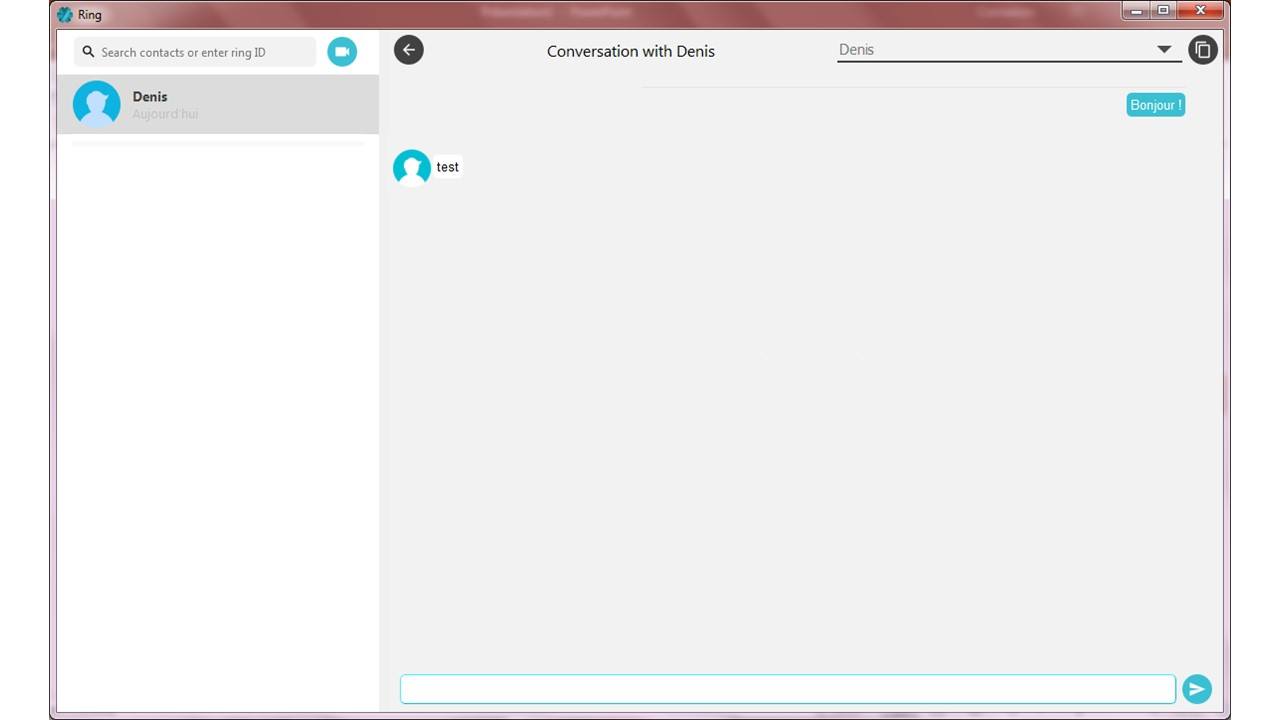 Ring
Search contacts or enter ring ID
Denis
Aujourd'hui
Conversation with Denis
Denis
Bonjour !
test